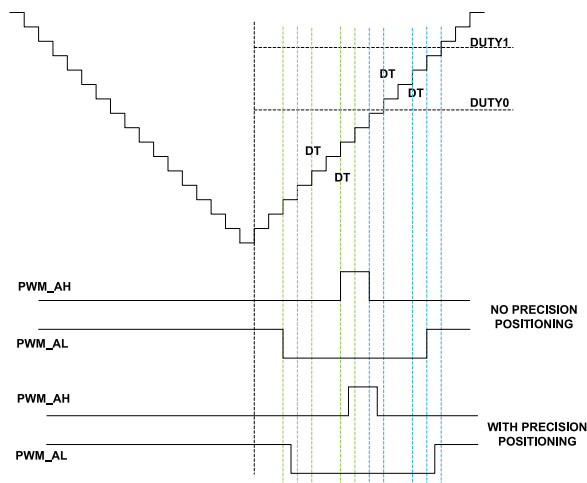 DUTY1
DT
DT
DUTY0
DT
DT
PWM_AH
NO PRECISION
POSITIONING
PWM_AL
PWM_AH
WITH PRECISION
POSITIONING
PWM_AL